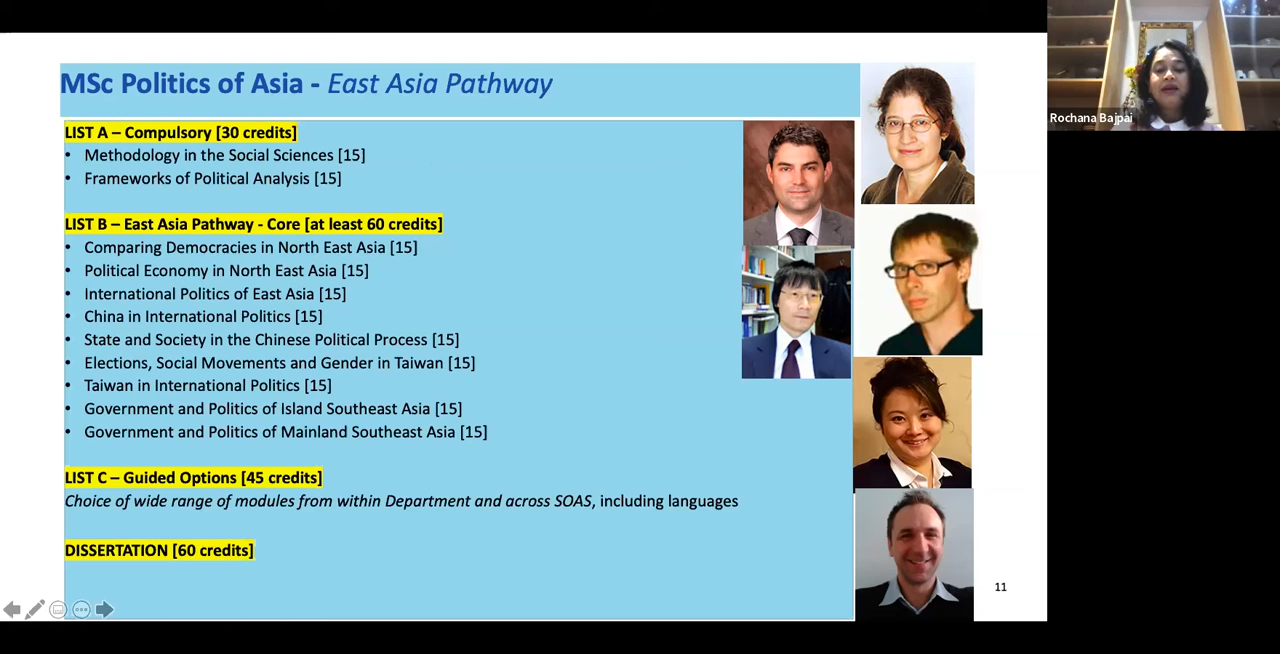 MSc Politics of Asia - East Asia Pathway
LIST A – Compulsory [30 credits]
• Methodology in the Social Sciences [15]
• Frameworks of Political Analysis [15]
LIST B – East Asia Pathway - Core [at least 60 credits]
• Comparing Democracies in North East Asia [15]
• Political Economy in North East Asia [15]
• International Politics of East Asia [15]
• China in International Politics [15]
• State and Society in the Chinese Political Process [15]
• Elections, Social Movements and Gender in Taiwan [15]
• Taiwan in International Politics [15]
• Government and Politics of Island Southeast Asia [15]
• Government and Politics of Mainland Southeast Asia [15]
LIST C – Guided Options [45 credits]
Choice of wide range of modules from within Department and across SOAS, including languages
DISSERTATION [60 credits]
11
Rochana Bajpai